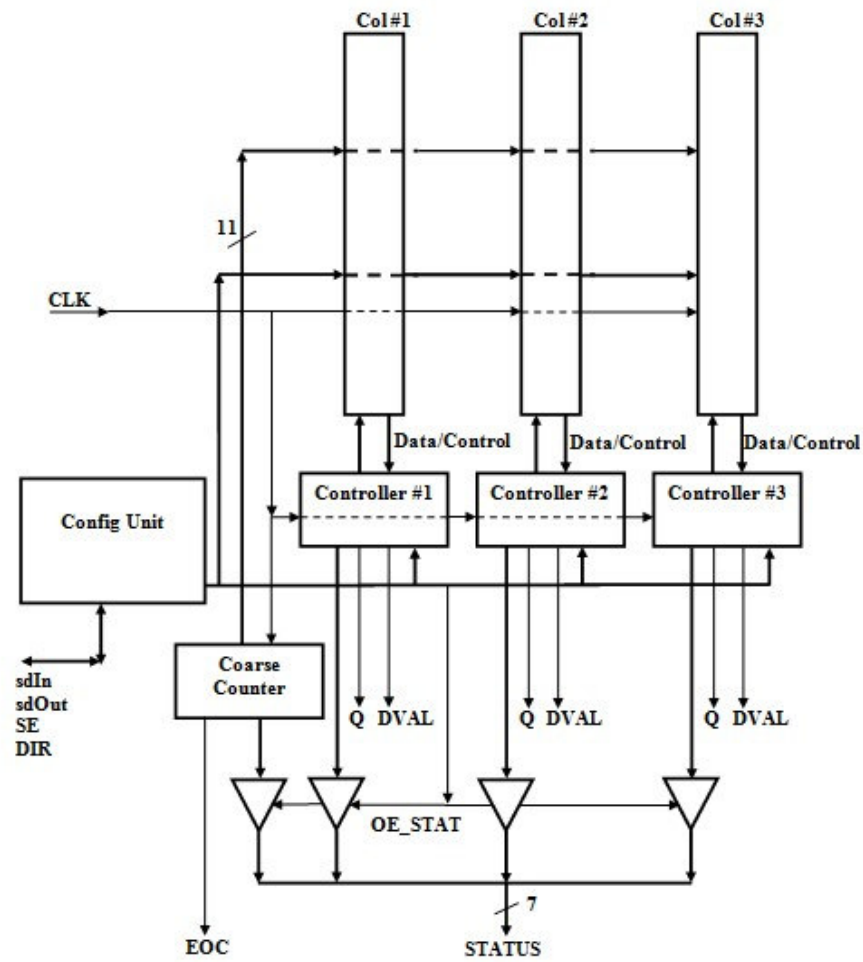 Col #1
Col #2
Col #3
11
CLK
Data/Control
Data/Control
Data/Control
Config Unit
Controller #1
Controller #2
Controller #3
sdIn
sdOut
SE
DIR
Coarse
Counter
Q DVAL
Q DVAL
Q DVAL
OE_STAT
7
EOC
STATUS